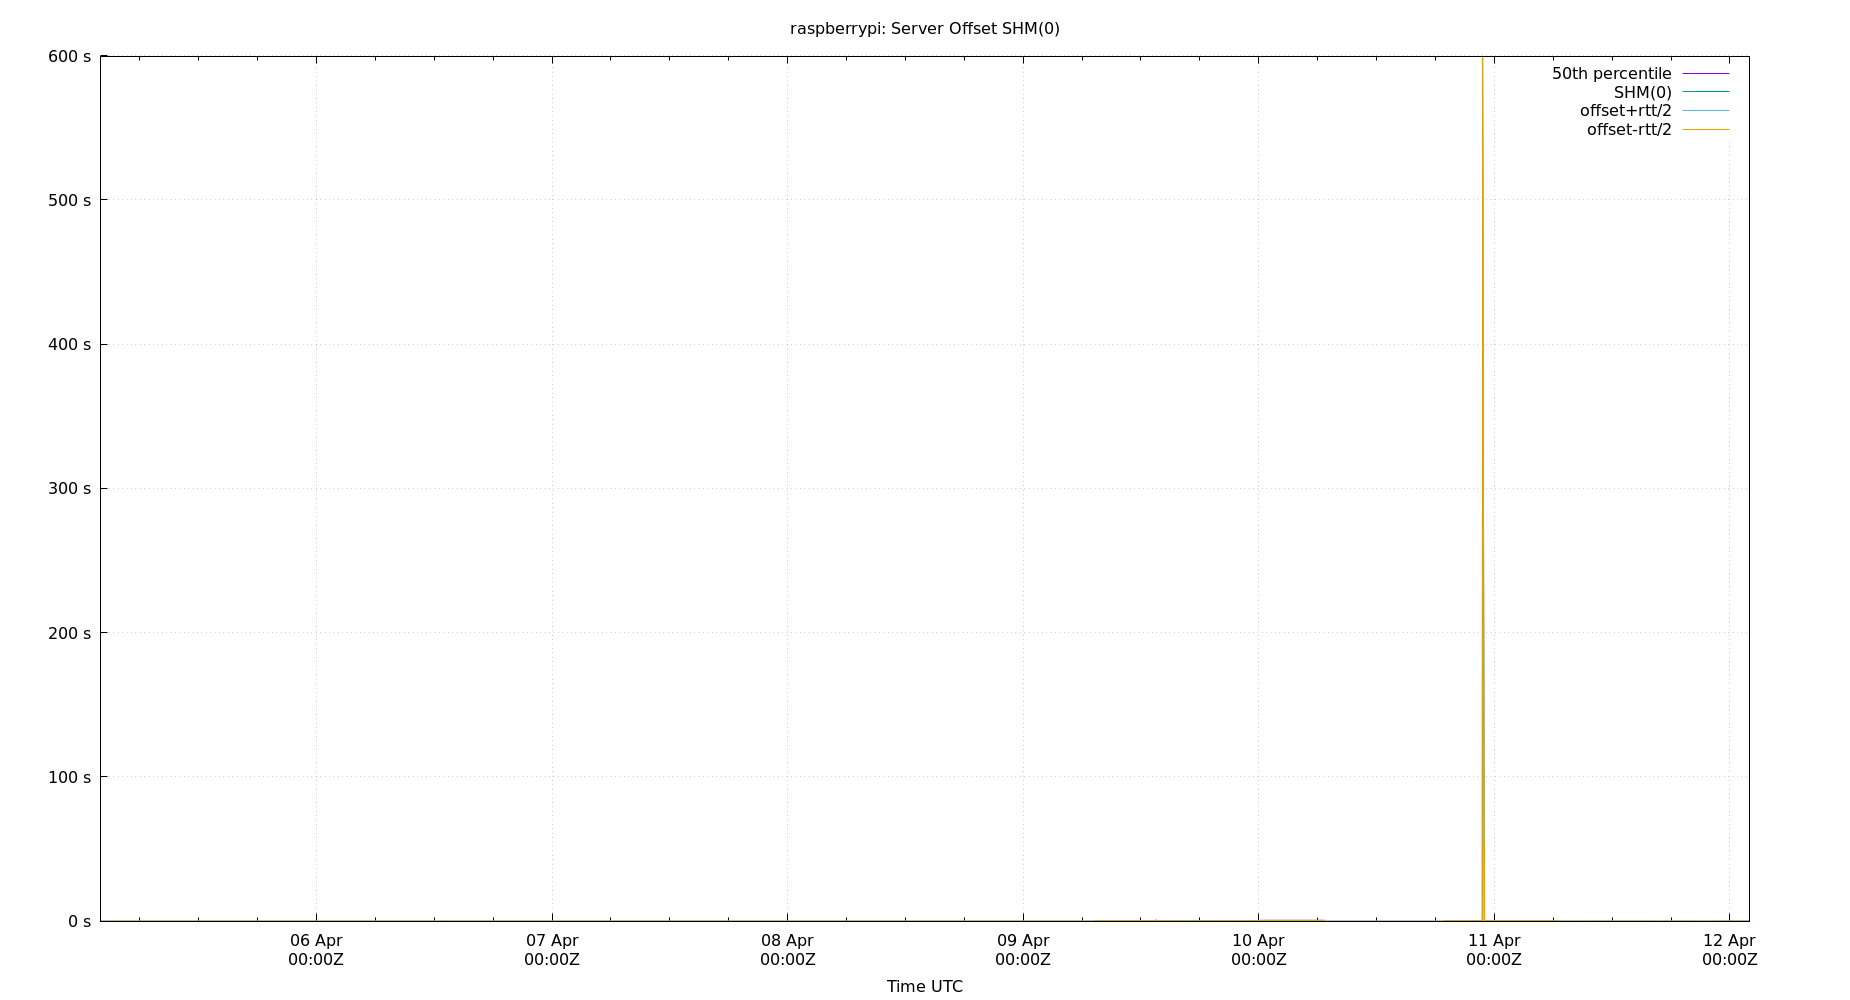 raspberrypi: Server Offset SHM(0)
600 s
500 s
400 s
300 s
200 s
100 s
0 s
50th percentile
SHM(0)
offset+rtt/2
offset-rtt/2
06 Apr 07 Apr 08 Apr 09 Apr 10 Apr 11 Apr 12 Apr
00:00Z 00:00Z 00:00Z 00:00Z 00:00Z 00:00Z 00:00Z
Time UTC